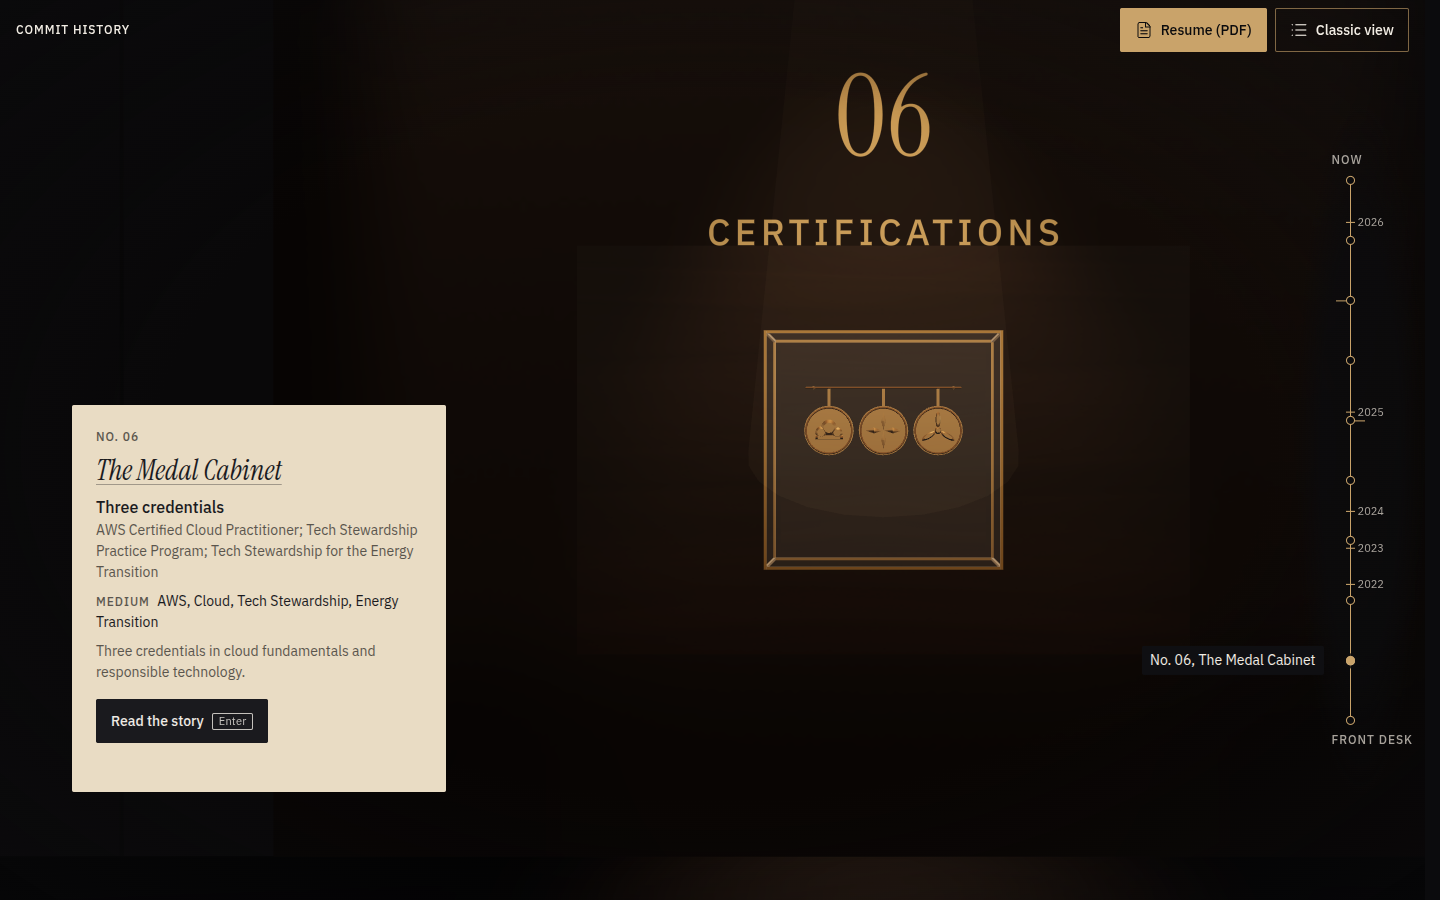 COMMIT HISTORY
Resume (PDF)
Classic view
06
CERTIFICATIONS
NO. 06
The Medal Cabinet
Three credentials
AWS Certified Cloud Practitioner; Tech Stewardship
Practice Program; Tech Stewardship for the Energy
Transition
MEDIUM AWS, Cloud, Tech Stewardship, Energy
Transition
Three credentials in cloud fundamentals and
responsible technology.
Read the story Enter
NOW
2026
2025
2024
2023
2022
No. 06, The Medal Cabinet
FRONT DESK